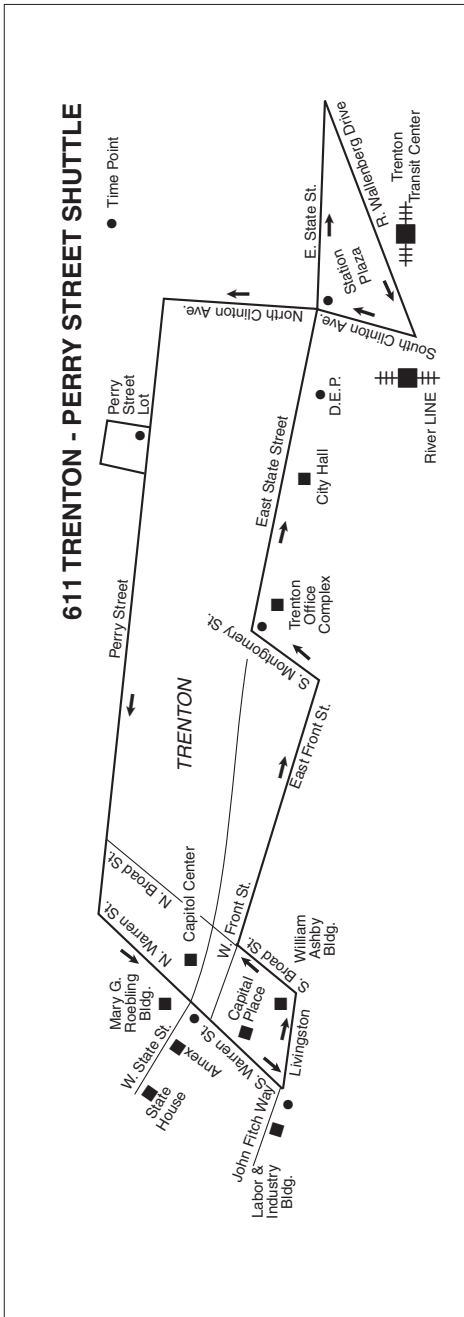 611 TRENTON - PERRY STREET SHUTTLE
Time Point
Perry
Street
Lot
Perry Street
North Clinton Ave.
E. State St.
R. Wallenberg Drive
Station
Plaza
South Clinton Ave.
Trenton
Transit Center
River LINE
D.E.P.
City Hall
East State Street
Trenton
Office
Complex
S. Montgomery St.
East Front St.
TRENTON
N. Broad St.
N. Warren St.
Capitol Center
Mary G.
Roebling
Bldg.
W. State St.
Annex
State
House
W. Front St.
S. Warren St.
Capital
Place
S. Broad St.
William
Ashby
Bldg.
Livingston
John Fitch Way
Labor &
Industry
Bldg.